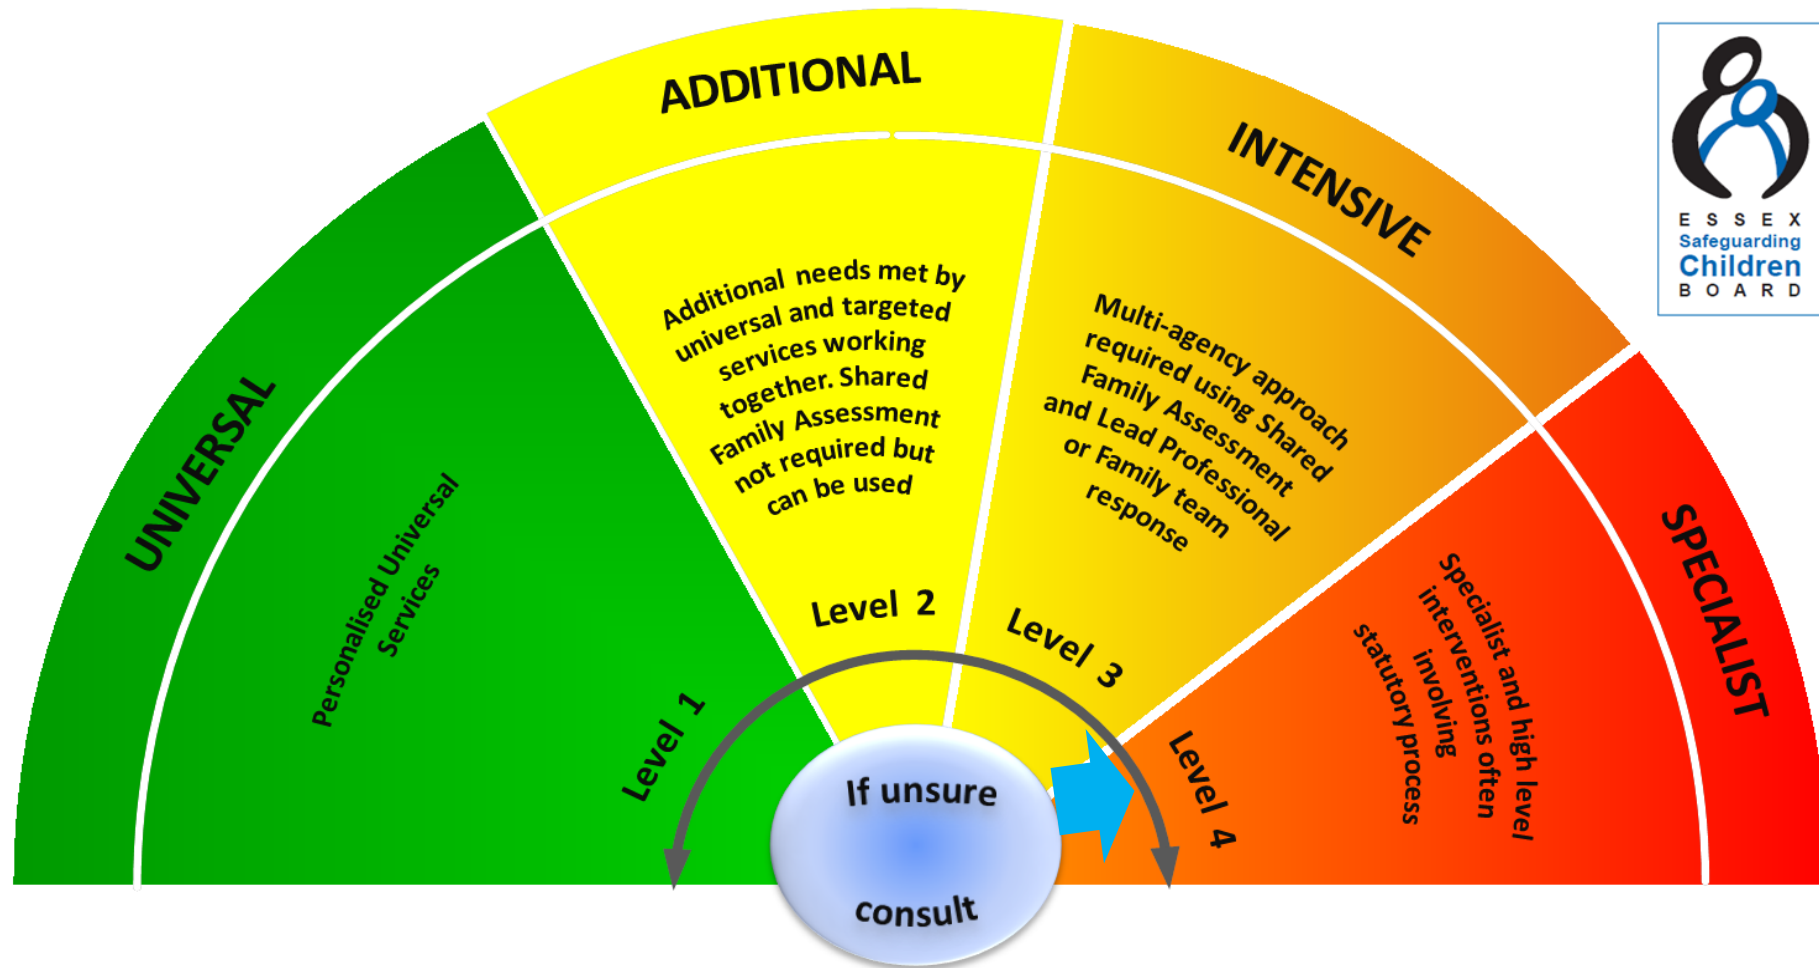 UNIVERSAL
Personalised Universal
Services
Level 1
ADDITIONAL
Additional needs met by
universal and targeted
services working
together. Shared
Family Assessment
not required but
can be used
Level 2
INTENSIVE
Multi-agency approach
required using Shared
Family Assessment
and Lead Professional
or Family team
response
Level 3
SPECIALIST
Specialist and high level
interventions often
involving
statutory process
Level 4
If unsure
consult
ESSEX
Safeguarding
Children
BOARD